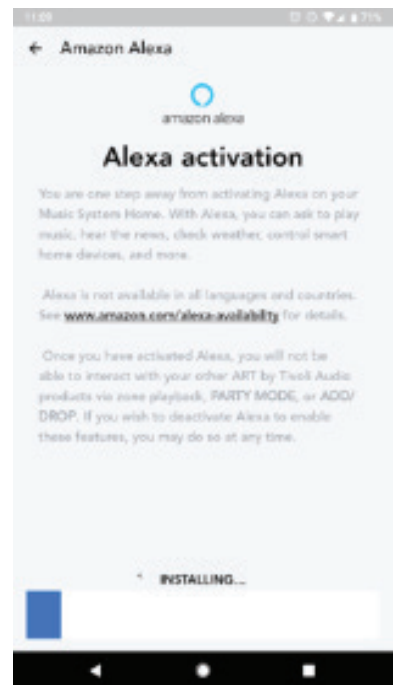 11:09
71%
← Amazon Alexa
amazon alexa
Alexa activation
You are one step away from activating Alexa on your
Music System Home. With Alexa, you can ask to play
music, hear the news, check weather, control smart
home devices, and more.
Alexa is not available in all languages and countries.
See www.amazon.com/alexa-availability for details.
Once you have activated Alexa, you will not be
able to interact with your other ART by Tivoli Audio
products via zone playback, PARTY MODE, or ADD/
DROP. If you wish to deactivate Alexa to enable
these features, you may do so at any time.
INSTALLING...